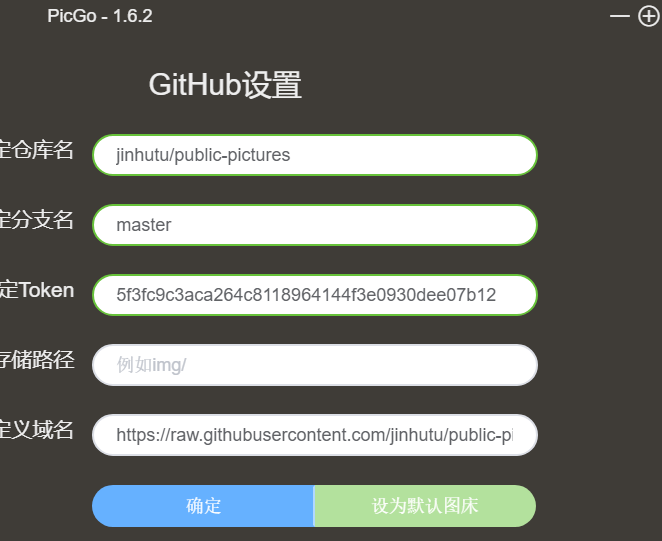 PicGo - 1.6.2
GitHub设置
定仓库名 jinhutu/public-pictures
定分支名 master
定Token 5f3fc9c3aca264c8118964144f3e0930dee07b12
存储路径 例如img/
定义域名 https://raw.githubusercontent.com/jinhutu/public-pi
确定 设为默认图床